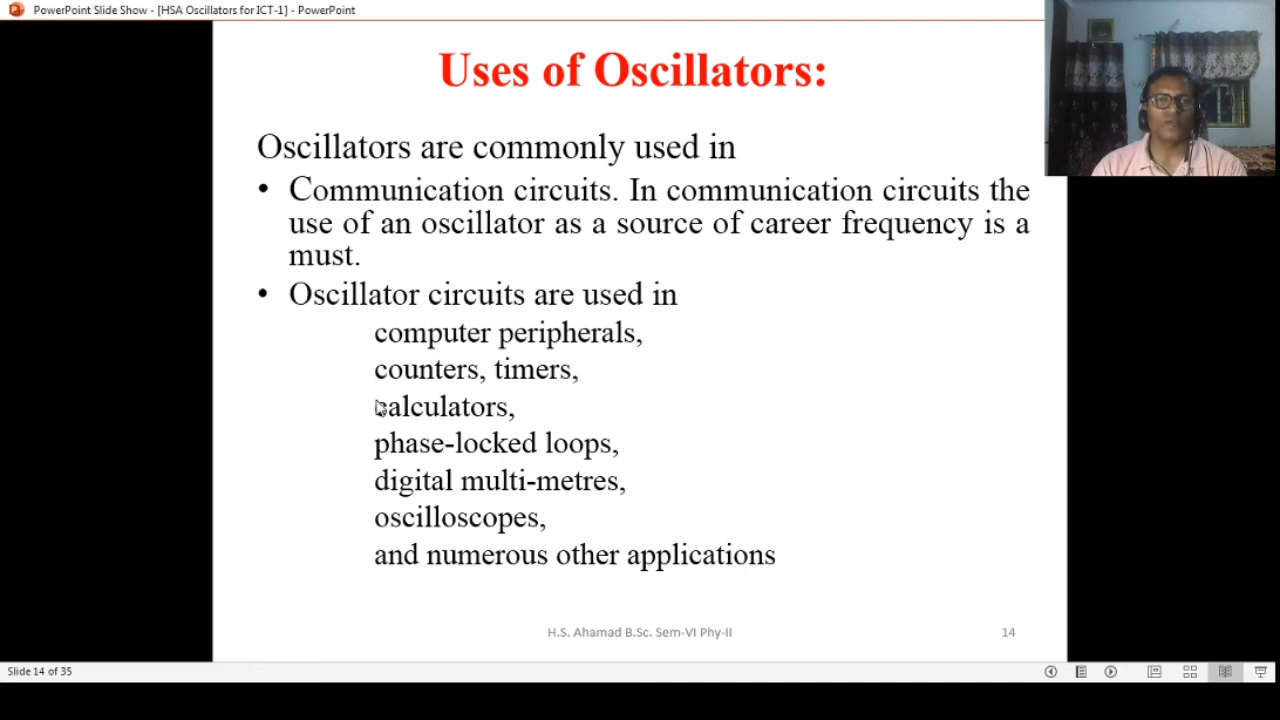 PowerPoint Slide Show - [HSA Oscillators for ICT-1] - PowerPoint
Uses of Oscillators:
Oscillators are commonly used in
• Communication circuits. In communication circuits the
use of an oscillator as a source of career frequency is a
must.
• Oscillator circuits are used in
computer peripherals,
counters, timers,
calculators,
phase-locked loops,
digital multi-metres,
oscilloscopes,
and numerous other applications
H.S. Ahamad B.Sc. Sem-VI Phy-II
14
Slide 14 of 35